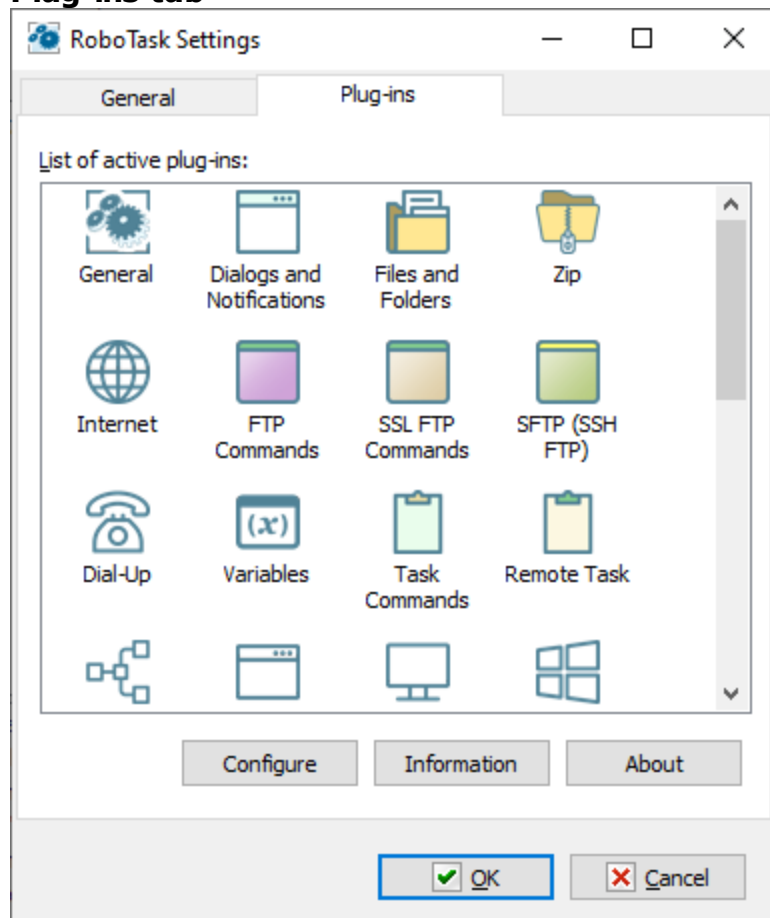 Plug-ins tab
RoboTask Settings
General Plug-ins
List of active plug-ins:
General Dialogs and Notifications Files and Folders Zip
Internet FTP Commands SSL FTP Commands SFTP (SSH FTP)
Dial-Up (x) Variables Task Commands Remote Task
Configure Information About
OK Cancel